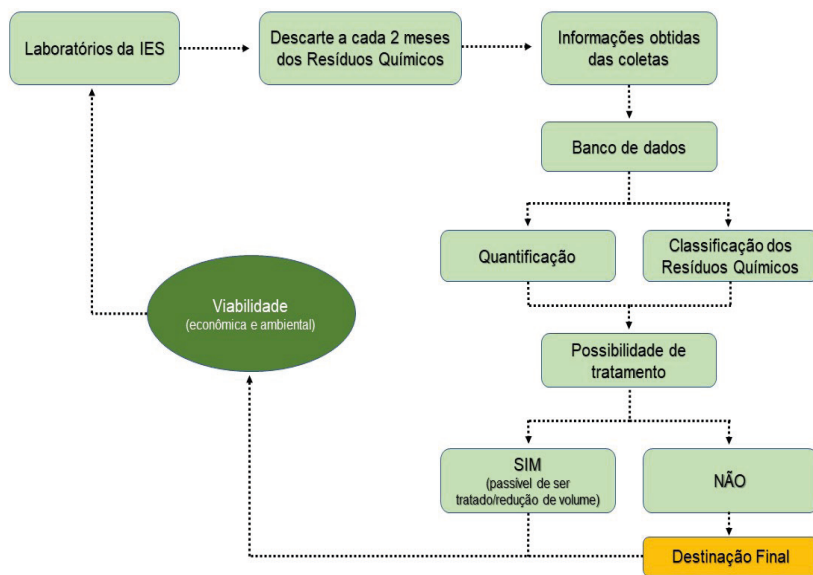 Laboratórios da IES
Descarte a cada 2 meses
dos Resíduos Químicos
Informações obtidas
das coletas
Banco de dados
Quantificação
Classificação dos
Resíduos Químicos
Viabilidade
(econômica e ambiental)
Possibilidade de
tratamento
SIM
(passível de ser
tratado/redução de volume)
NÃO
Destinação Final